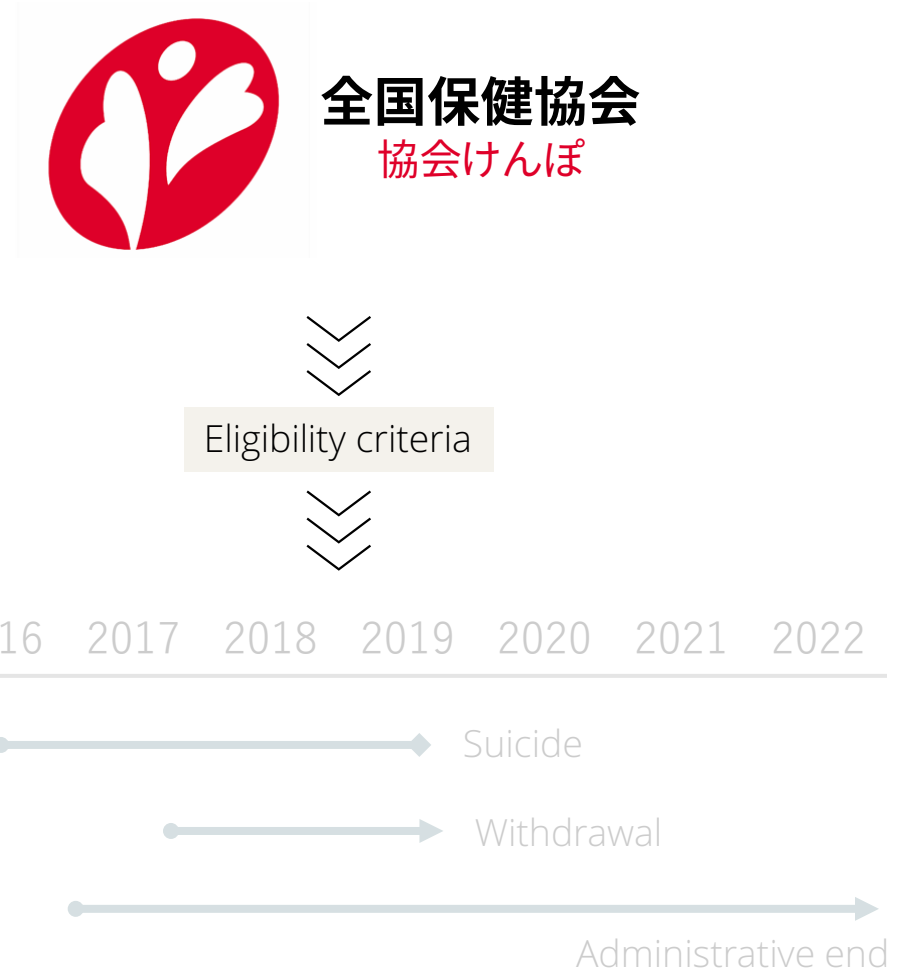 全国保健協会
協会けんぽ
Eligibility criteria
16 2017 2018 2019 2020 2021 2022
Suicide
Withdrawal
Administrative end